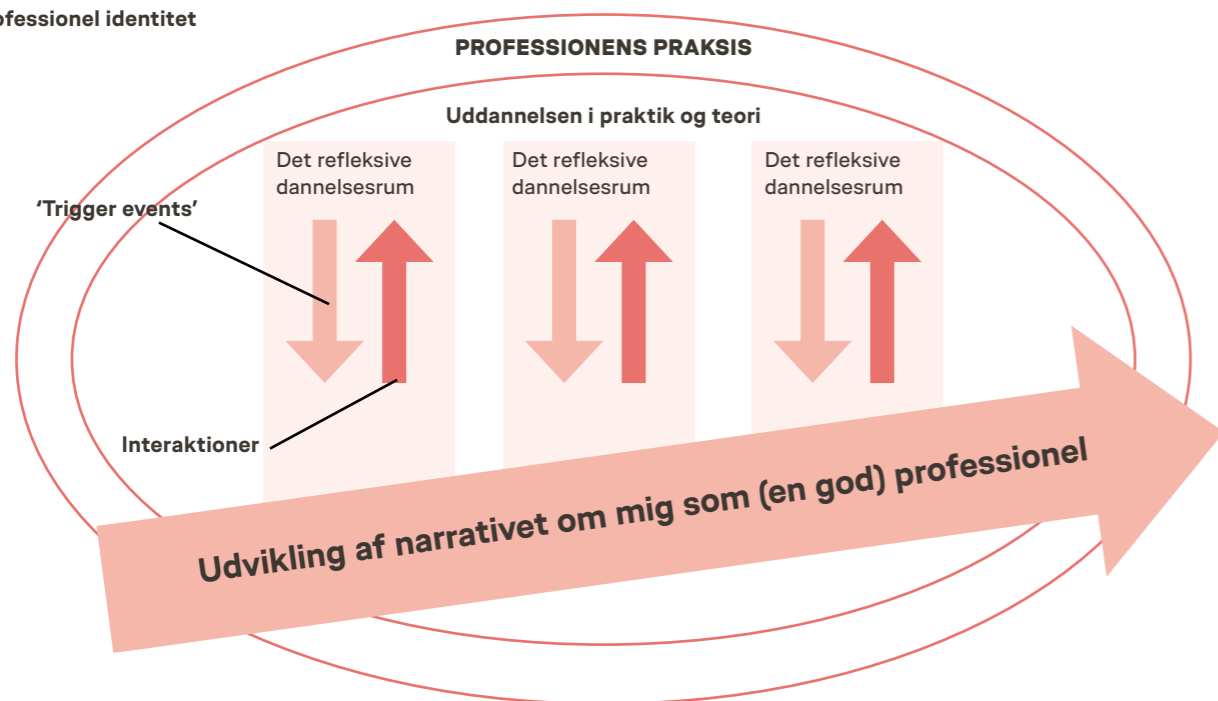 ofessionel identitet
PROFESSIONENS PRAKSIS
Uddannelsen i praktik og teori
Det refleksive
dannelsesrum
Det refleksive
dannelsesrum
Det refleksive
dannelsesrum
‘Trigger events’
Interaktioner
Udvikling af narrativet om mig som (en god) professionel